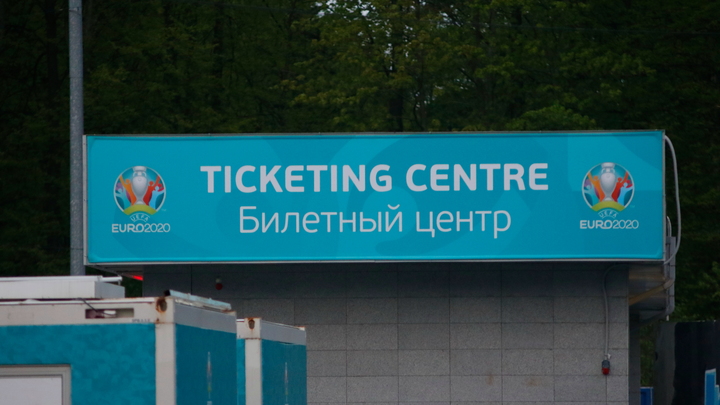 TICKETING CENTRE
Билетный центр
UEFA
EURO2020
UEFA
EURO2020